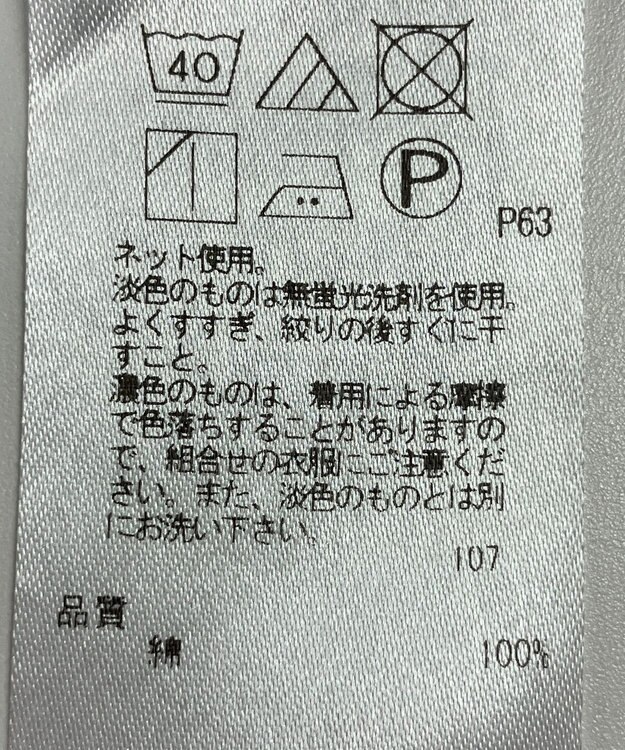 40
P
P63
ネット使用。
淡色のものは無蛍光洗剤を使用。
よくすすぎ、絞りの後すぐに干
すこと。
濃色のものは、着用による摩擦
で色落ちすることがありますの
で、組合せの衣服にご注意くだ
さい。また、淡色のものとは別
にお洗い下さい。
107
品質
綿 100%